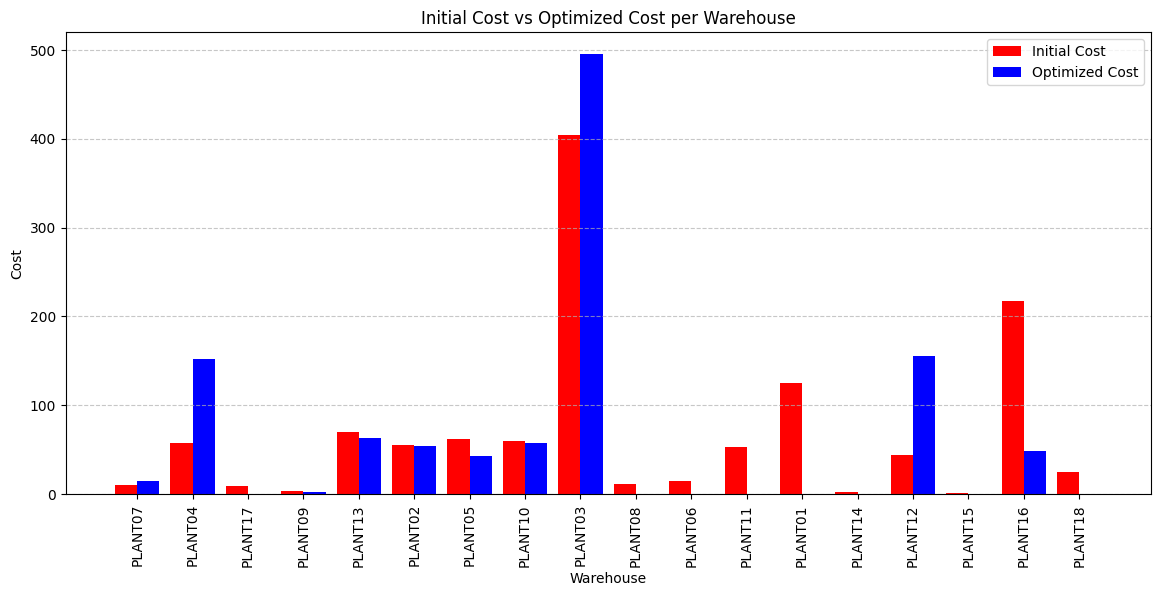 Initial Cost vs Optimized Cost per Warehouse
Initial Cost
Optimized Cost
Cost
500
400
300
200
100
0
PLANT07
PLANT04
PLANT17
PLANT09
PLANT13
PLANT02
PLANT05
PLANT10
PLANT03
PLANT08
PLANT06
PLANT11
PLANT01
PLANT14
PLANT12
PLANT15
PLANT16
PLANT18
Warehouse